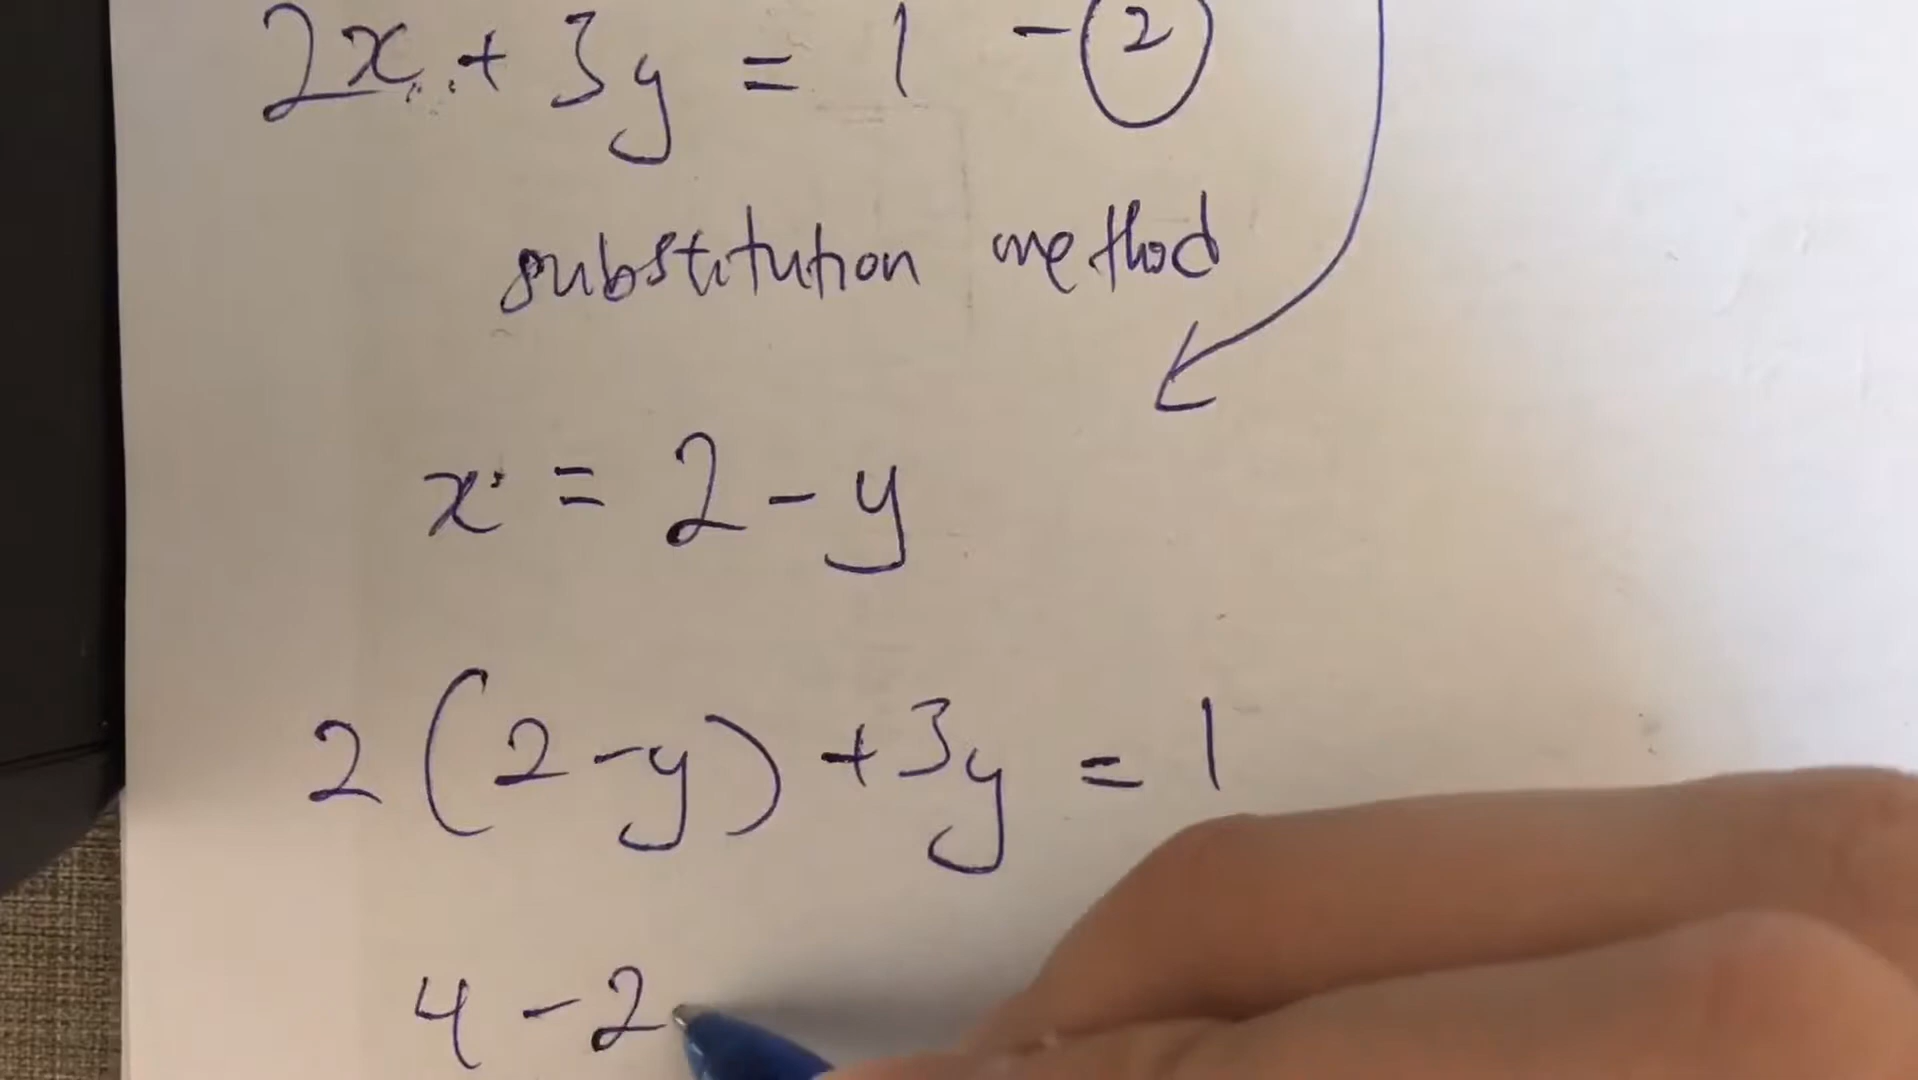 2x + 3y = 1 - ②
substitution method
x = 2 - y
2(2-y) + 3y = 1
4 - 2